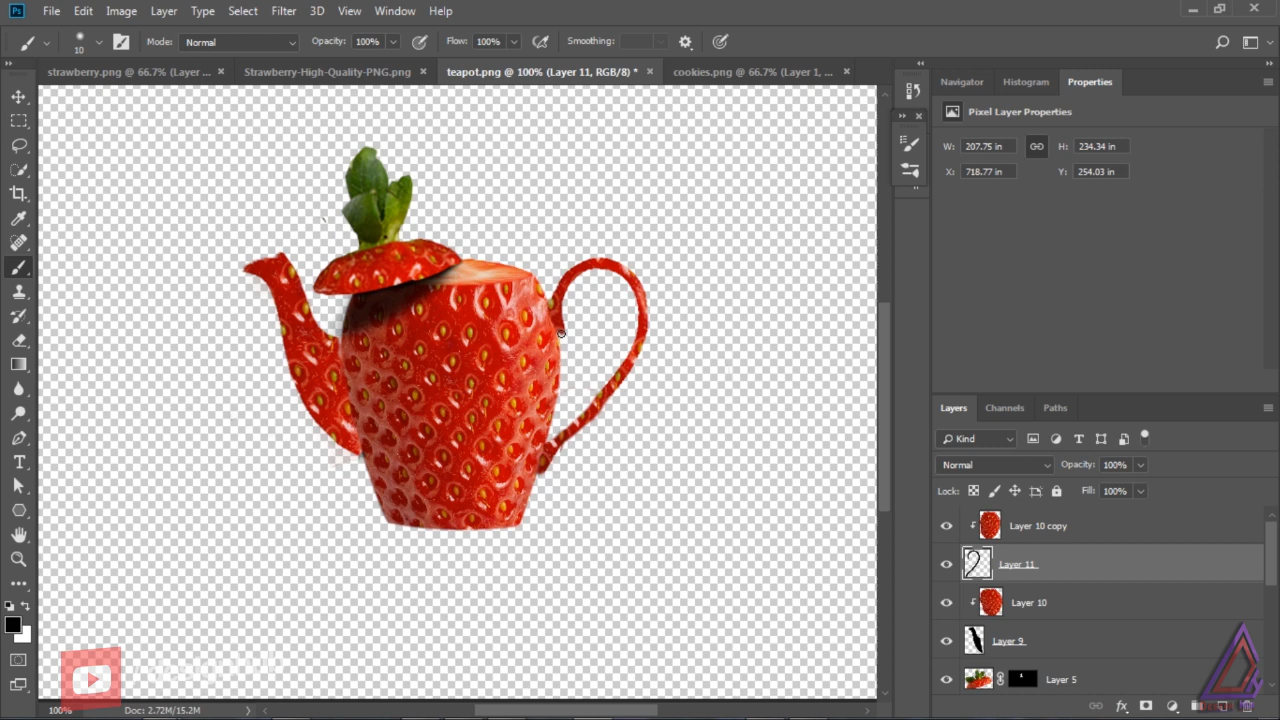 Ps File Edit Image Layer Type Select Filter 3D View Window Help
10 Mode: Normal Opacity: 100% Flow: 100% Smoothing:
strawberry.png @ 66.7% (Layer ... × Strawberry-High-Quality-PNG.png × teapot.png @ 100% (Layer 11, RGB/8) * × cookies.png @ 66.7% (Layer 1, ... ×
Navigator Histogram Properties
Pixel Layer Properties
W: 207.75 in H: 234.34 in
X: 718.77 in Y: 254.03 in
Layers Channels Paths
Kind
Normal Opacity: 100%
Lock: Fill: 100%
Layer 10 copy
Layer 11
Layer 10
Layer 9
Layer 5
100% Doc: 2.72M/15.2M